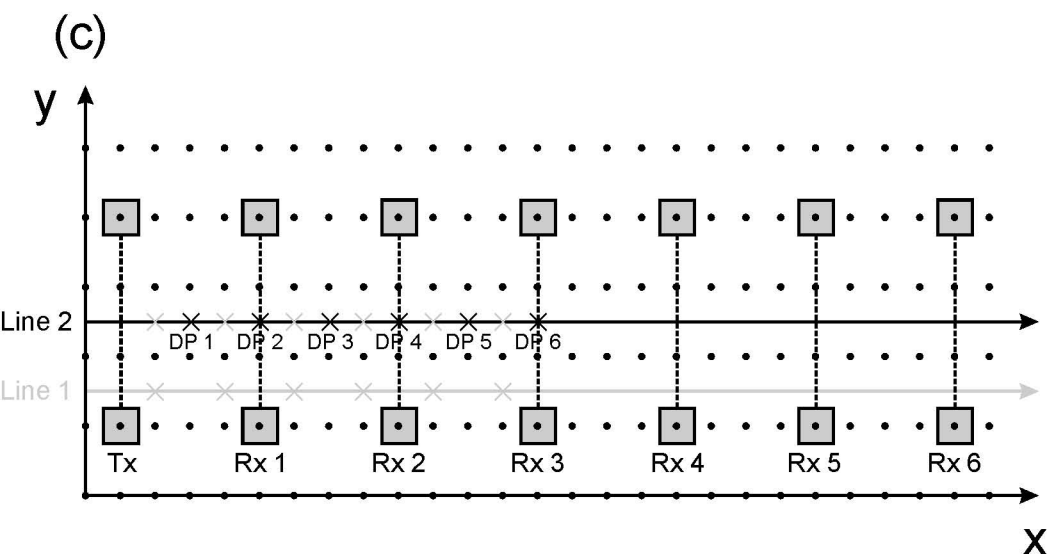 (c)
y
Line 2
DP 1 DP 2 DP 3 DP 4 DP 5 DP 6
Line 1
Tx Rx 1 Rx 2 Rx 3 Rx 4 Rx 5 Rx 6
x